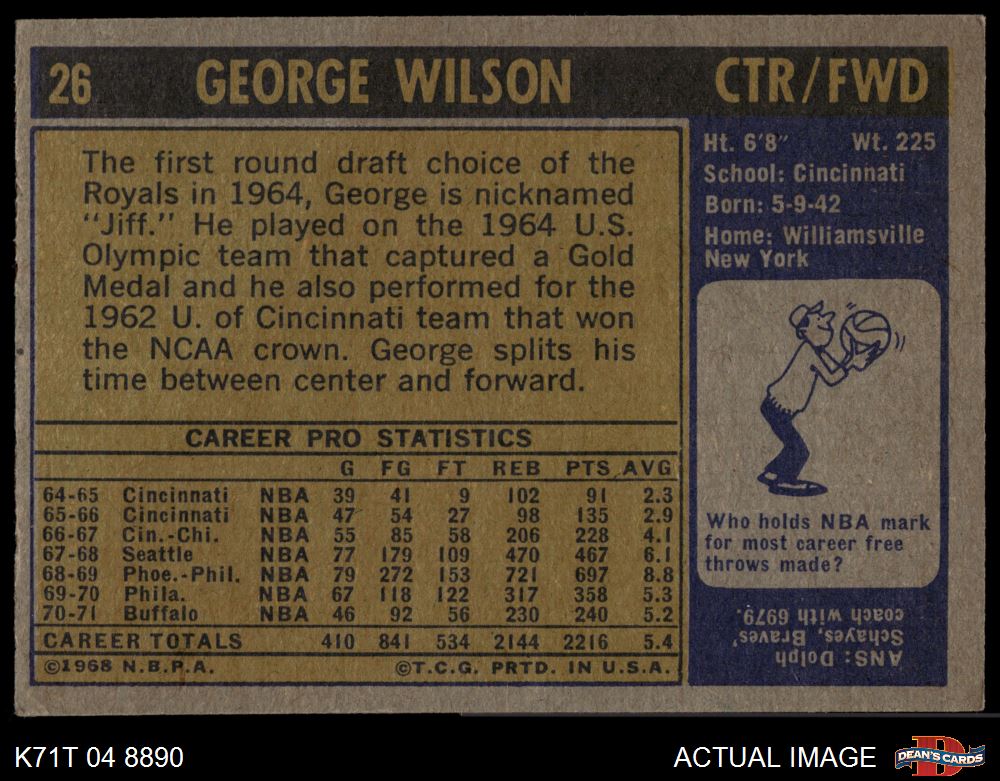 26 GEORGE WILSON CTR/FWD
The first round draft choice of the
Royals in 1964, George is nicknamed
"Jiff." He played on the 1964 U.S.
Olympic team that captured a Gold
Medal and he also performed for the
1962 U. of Cincinnati team that won
the NCAA crown. George splits his
time between center and forward.
CAREER PRO STATISTICS
G FG FT REB PTS AVG
64-65 Cincinnati NBA 39 41 9 102 91 2.3
65-66 Cincinnati NBA 47 54 27 98 135 2.9
66-67 Cin.-Chi. NBA 55 85 58 206 228 4.1
67-68 Seattle NBA 77 179 109 470 467 6.1
68-69 Phoe.-Phil. NBA 79 272 153 721 697 8.8
69-70 Phila. NBA 67 118 122 317 358 5.3
70-71 Buffalo NBA 46 92 56 230 240 5.2
CAREER TOTALS 410 841 534 2144 2216 5.4
©1968 N.B.P.A. ©T.C.G. PRTD. IN U.S.A.
Ht. 6'8" Wt. 225
School: Cincinnati
Born: 5-9-42
Home: Williamsville
New York
Who holds NBA mark
for most career free
throws made?
ANS: Dolph
Schayes, Braves'
coach with 6979.
K71T 04 8890 ACTUAL IMAGE
D
DEAN'S CARDS